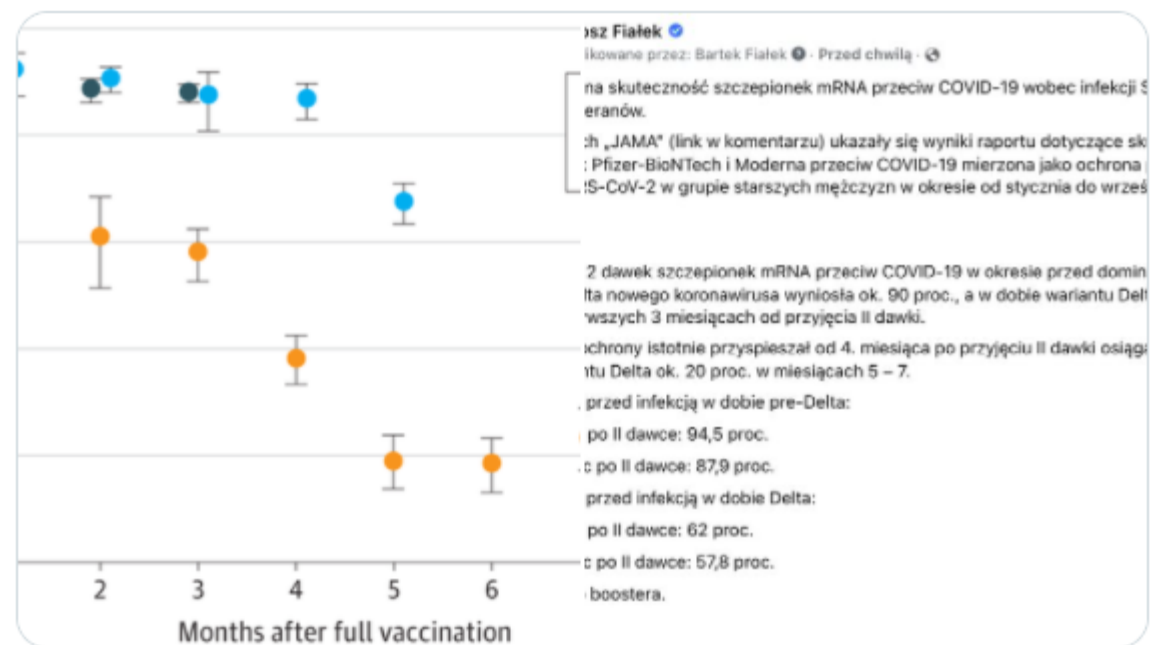 2 3 4 5 6
Months after full vaccination
sz Fiałek
ikowane przez: Bartek Fiałek · Przed chwilą ·
na skuteczność szczepionek mRNA przeciw COVID-19 wobec infekcji S
eranów.
ch „JAMA” (link w komentarzu) ukazały się wyniki raportu dotyczące sk
: Pfizer-BioNTech i Moderna przeciw COVID-19 mierzona jako ochrona
S-CoV-2 w grupie starszych mężczyzn w okresie od stycznia do wrześ
2 dawek szczepionek mRNA przeciw COVID-19 w okresie przed domin
lta nowego koronawirusa wyniosła ok. 90 proc., a w dobie wariantu Del
rwszych 3 miesiącach od przyjęcia II dawki.
ochrony istotnie przyspieszał od 4. miesiąca po przyjęciu II dawki osiąga
ntu Delta ok. 20 proc. w miesiącach 5 – 7.
przed infekcją w dobie pre-Delta:
po II dawce: 94,5 proc.
c po II dawce: 87,9 proc.
przed infekcją w dobie Delta:
po II dawce: 62 proc.
c po II dawce: 57,8 proc.
boostera.